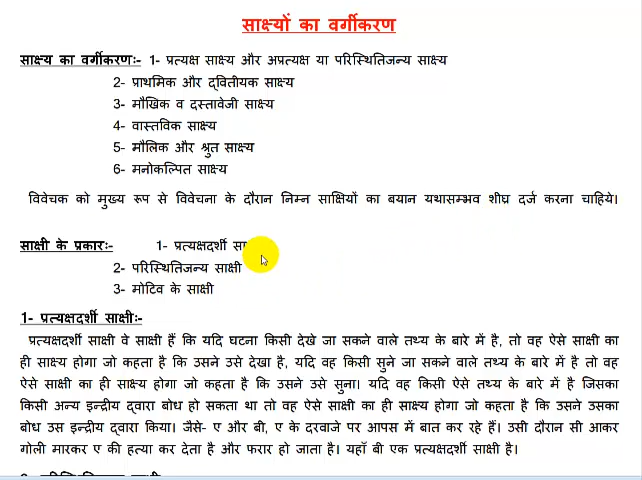 साक्ष्यों का वर्गीकरण
साक्ष्य का वर्गीकरणः- 1- प्रत्यक्ष साक्ष्य और अप्रत्यक्ष या परिस्थितिजन्य साक्ष्य
2- प्राथमिक और द्वितीयक साक्ष्य
3- मौखिक व दस्तावेजी साक्ष्य
4- वास्तविक साक्ष्य
5- मौलिक और श्रुत साक्ष्य
6- मनोकल्पित साक्ष्य
विवेचक को मुख्य रूप से विवेचना के दौरान निम्न साक्षियों का बयान यथासम्भव शीघ्र दर्ज करना चाहिये।
साक्षी के प्रकारः- 1- प्रत्यक्षदर्शी
2- परिस्थितिजन्य साक्षी
3- मोटिव के साक्षी
1- प्रत्यक्षदर्शी साक्षीः-
प्रत्यक्षदर्शी साक्षी वे साक्षी हैं कि यदि घटना किसी देखे जा सकने वाले तथ्य के बारे में है, तो वह ऐसे साक्षी का
ही साक्ष्य होगा जो कहता है कि उसने उसे देखा है, यदि वह किसी सुने जा सकने वाले तथ्य के बारे में है तो वह
ऐसे साक्षी का ही साक्ष्य होगा जो कहता है कि उसने उसे सुना। यदि वह किसी ऐसे तथ्य के बारे में है जिसका
किसी अन्य इन्द्रीय द्वारा बोध हो सकता था तो वह ऐसे साक्षी का ही साक्ष्य होगा जो कहता है कि उसने उसका
बोध उस इन्द्रीय द्वारा किया। जैसे- ए और बी, ए के दरवाजे पर आपस में बात कर रहे हैं। उसी दौरान सी आकर
गोली मारकर ए की हत्या कर देता है और फरार हो जाता है। यहाँ बी एक प्रत्यक्षदर्शी साक्षी है।